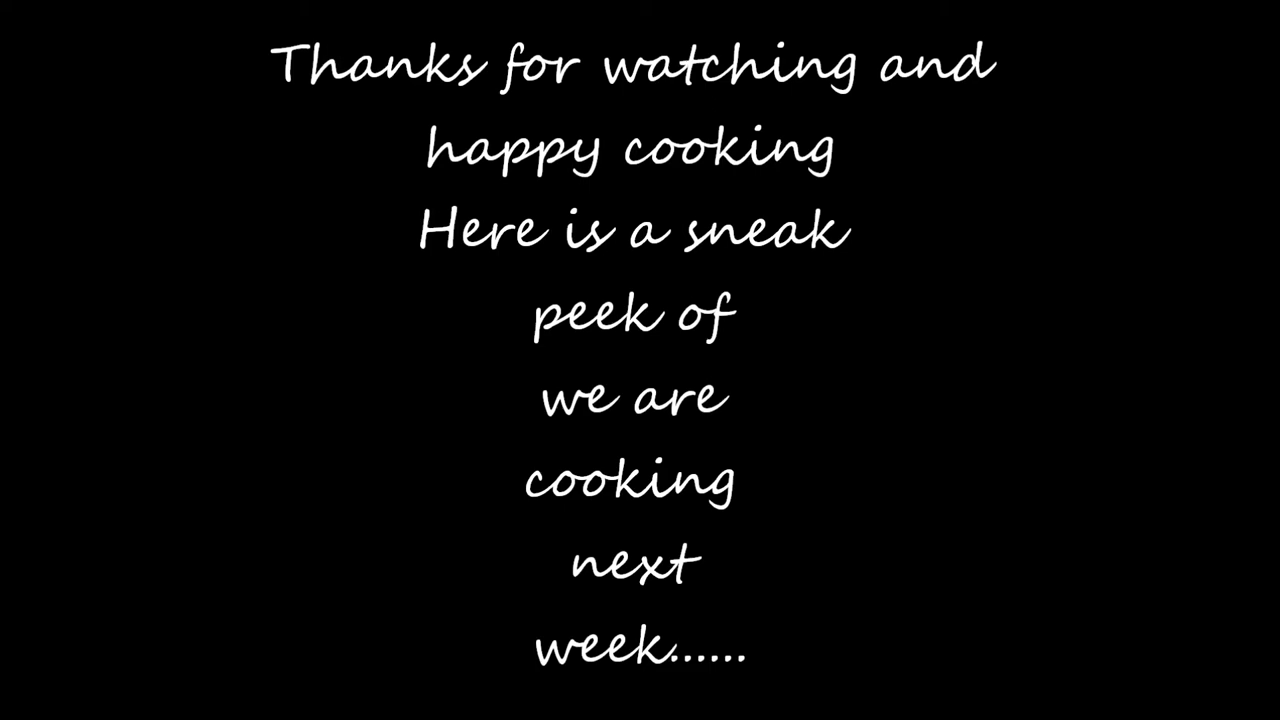 Thanks for watching and
happy cooking
Here is a sneak
peek of
we are
cooking
next
week......